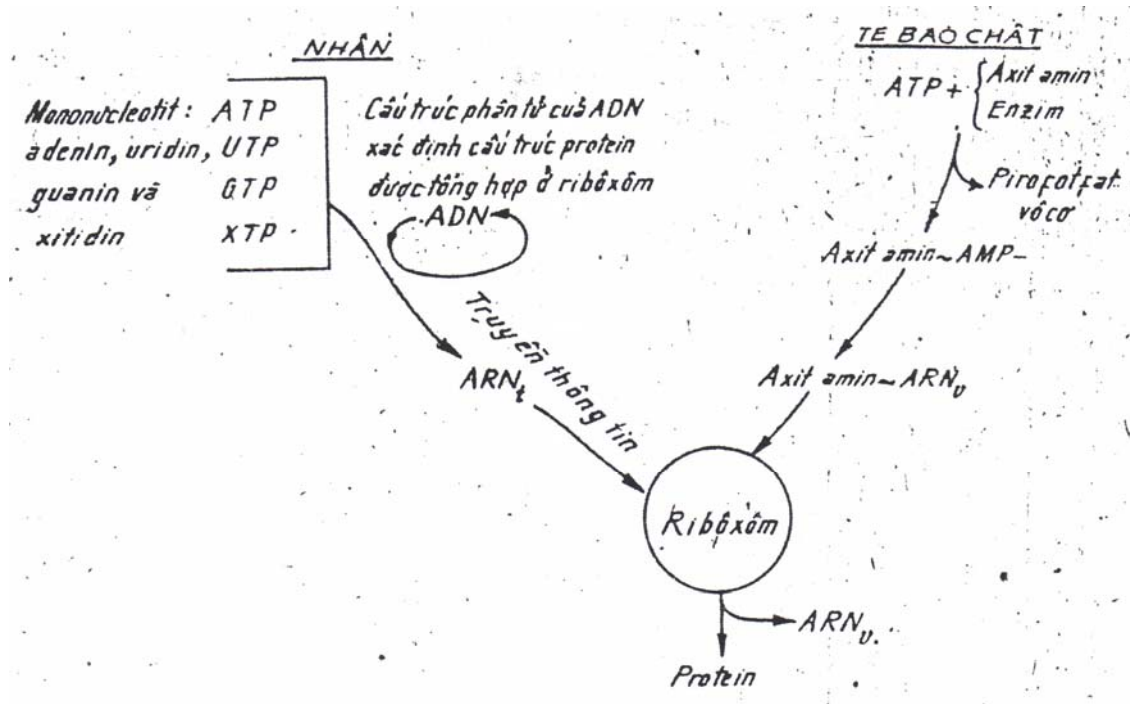 NHÂN
Mononucleotit: ATP
adenin, uridin, UTP
guanin và GTP
xitidin XTP
Cấu trúc phân tử cuả ADN
xác định cấu trúc protein
được tổng hợp ở ribôxôm
ADN
Truyền thông tin
ARNt
TẾ BAO CHẤT
ATP + { Axit amin
Enzim
Pirofotfat
vô cơ
Axit amin ~ AMP –
Axit amin ~ ARNv
Ribôxôm
ARNv.
Protein